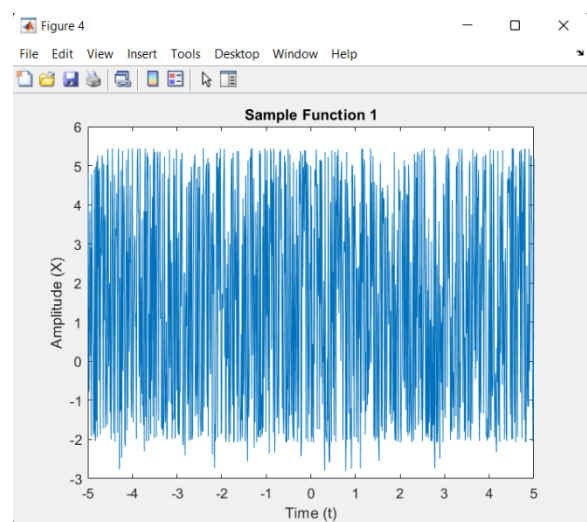 Figure 4
File Edit View Insert Tools Desktop Window Help
Sample Function 1
6
5
4
3
2
1
0
-1
-2
-3
Amplitude (X)
-5 -4 -3 -2 -1 0 1 2 3 4 5
Time (t)